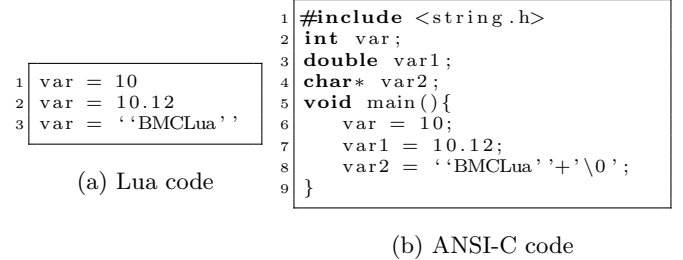 1 var = 10
2 var = 10.12
3 var = ‘‘BMCLua’’
(a) Lua code
1 #include <string.h>
2 int var;
3 double var1;
4 char* var2;
5 void main(){
6 var = 10;
7 var1 = 10.12;
8 var2 = ‘‘BMCLua’’+’\0’;
9 }
(b) ANSI-C code